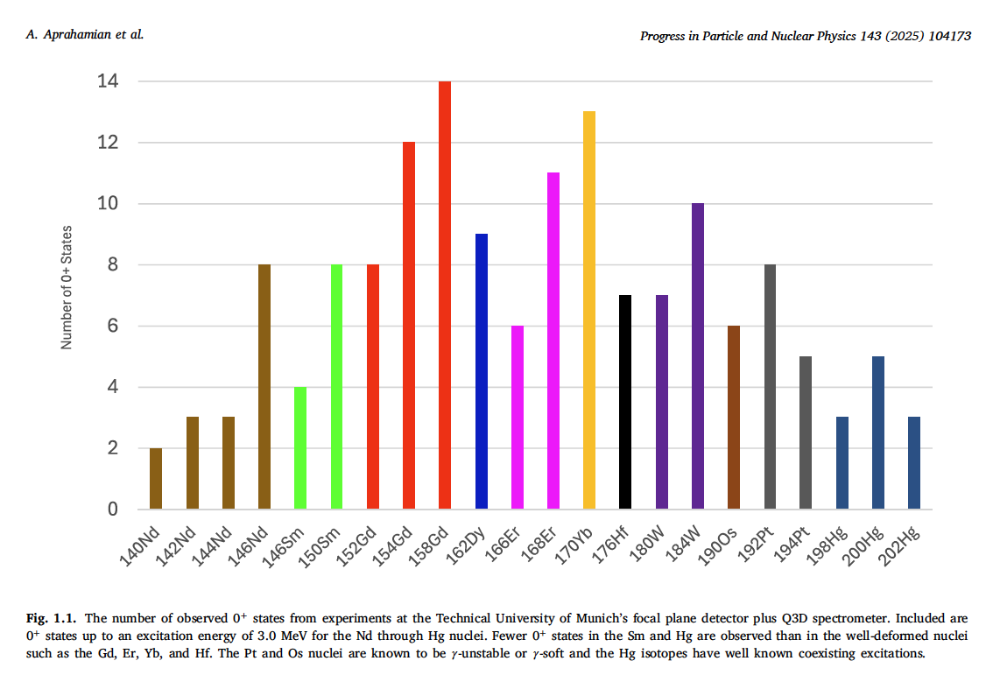 A. Aprahamian et al.
Progress in Particle and Nuclear Physics 143 (2025) 104173
14
12
10
8
6
4
2
0
Number of 0+ States
140Nd
142Nd
144Nd
146Nd
146Sm
150Sm
152Gd
154Gd
158Gd
162Dy
166Er
168Er
170Yb
176Hf
180W
184W
190Os
192Pt
194Pt
198Hg
200Hg
202Hg
Fig. 1.1. The number of observed 0⁺ states from experiments at the Technical University of Munich's focal plane detector plus Q3D spectrometer. Included are
0⁺ states up to an excitation energy of 3.0 MeV for the Nd through Hg nuclei. Fewer 0⁺ states in the Sm and Hg are observed than in the well-deformed nuclei
such as the Gd, Er, Yb, and Hf. The Pt and Os nuclei are known to be γ-unstable or γ-soft and the Hg isotopes have well known coexisting excitations.